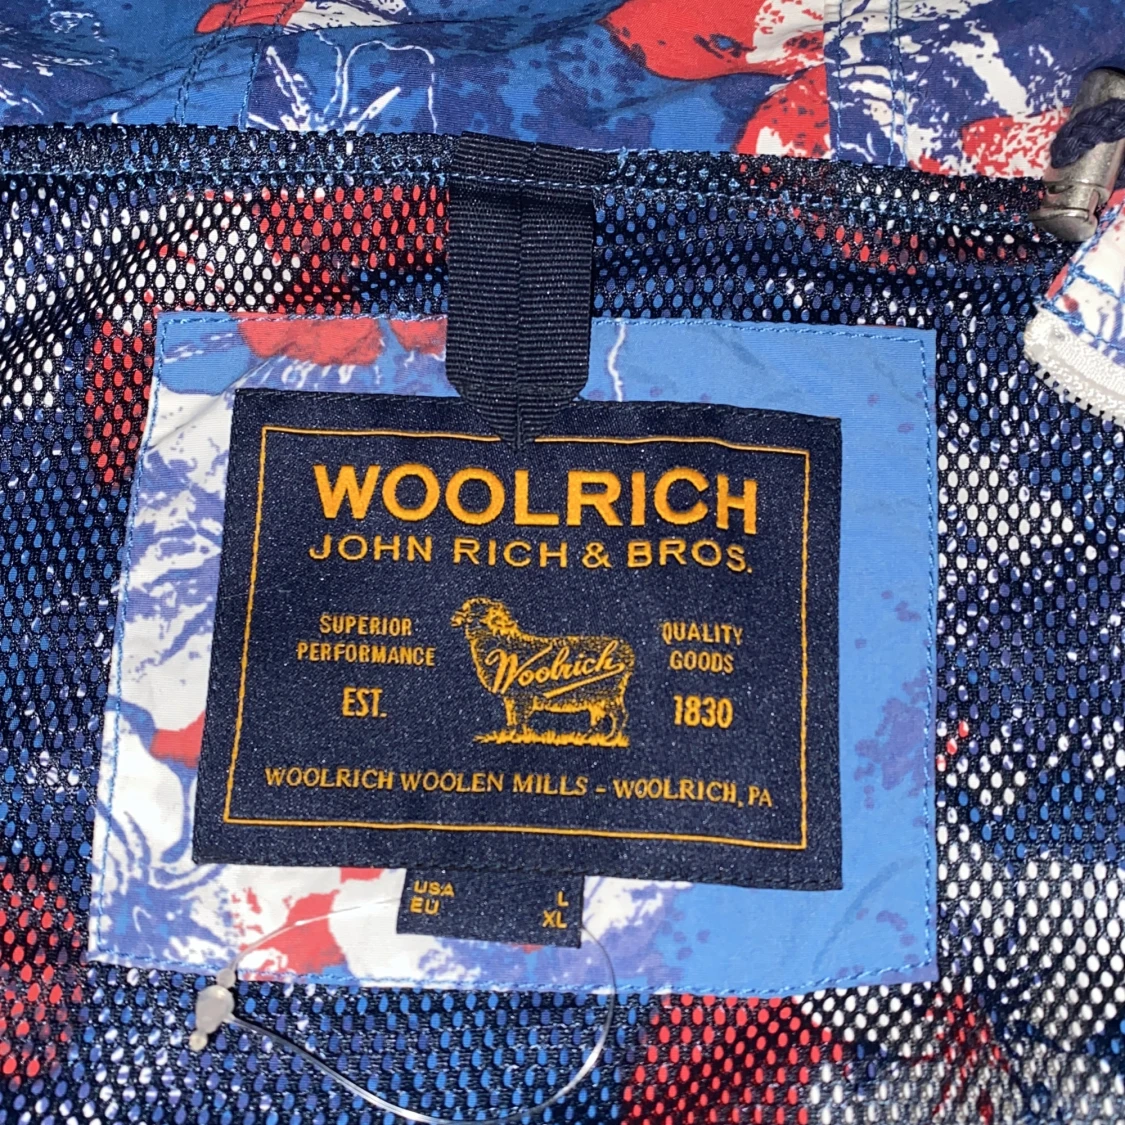 WOOLRICH
JOHN RICH & BROS.
SUPERIOR
PERFORMANCE
EST.
Woolrich
QUALITY
GOODS
1830
WOOLRICH WOOLEN MILLS - WOOLRICH, PA
USA L
EU XL